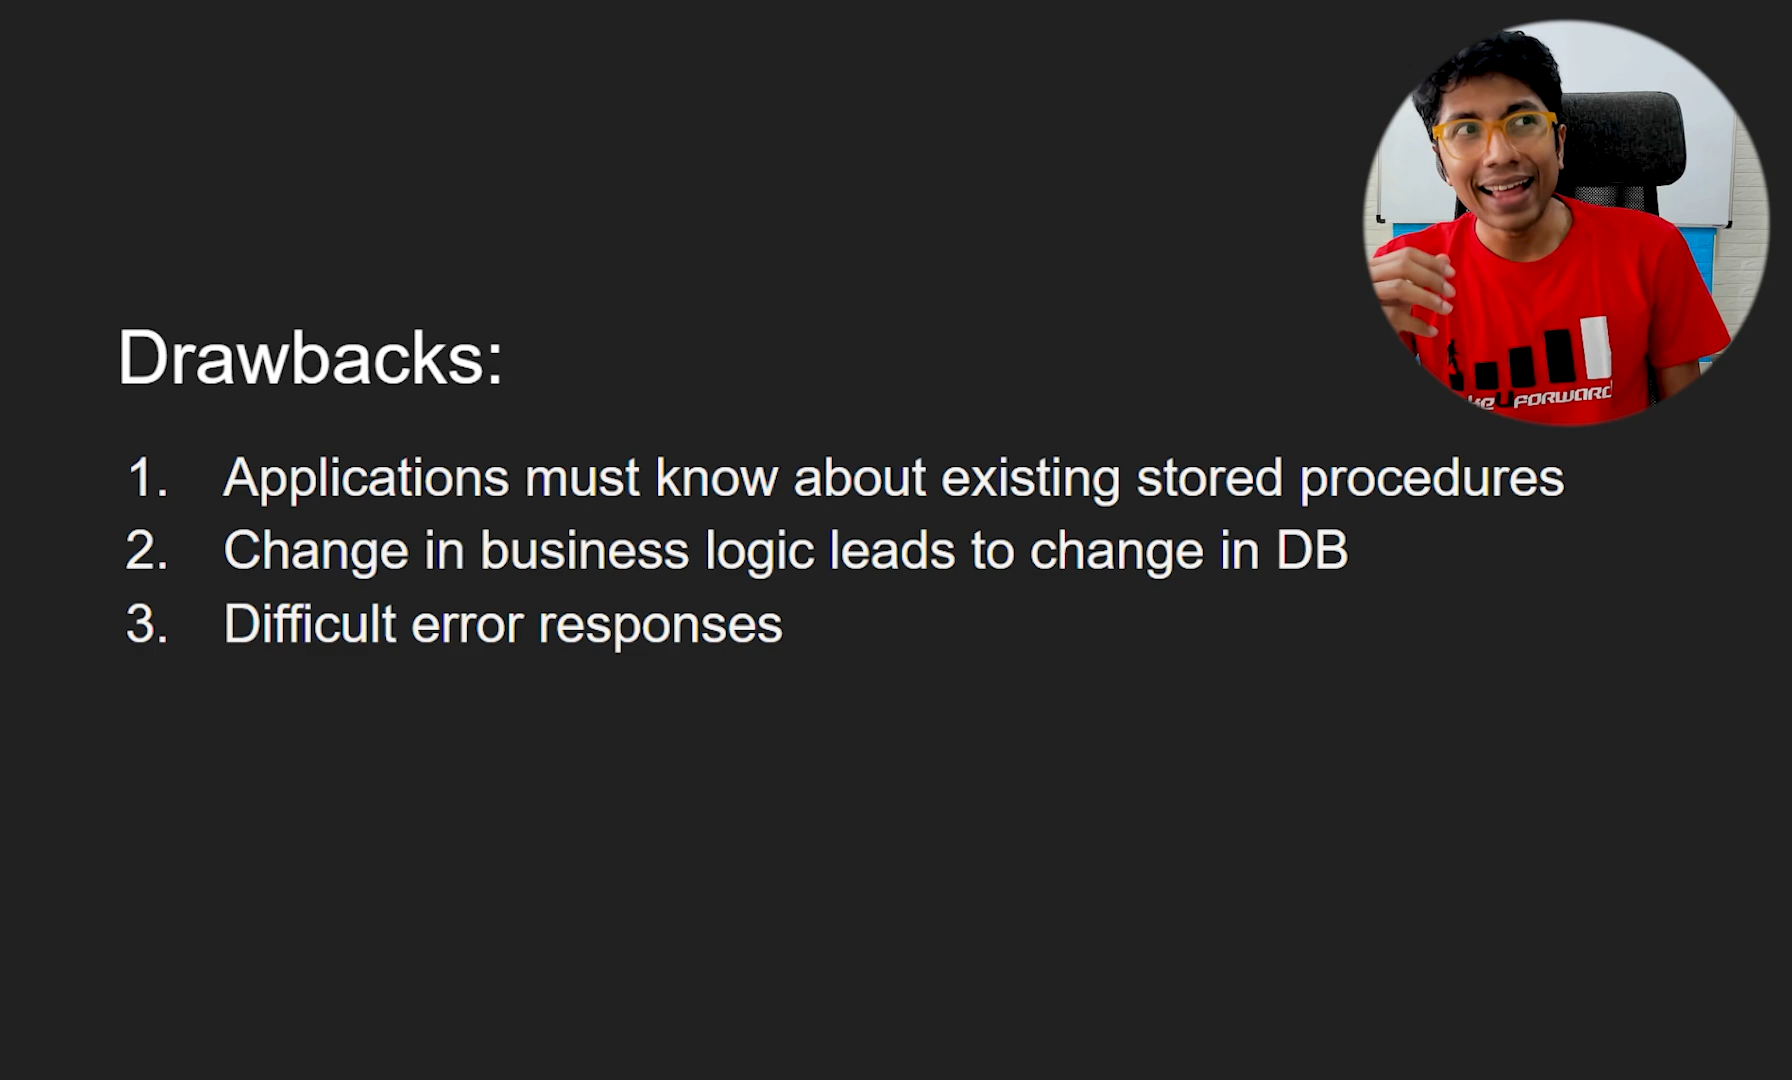 Drawbacks:
1. Applications must know about existing stored procedures
2. Change in business logic leads to change in DB
3. Difficult error responses
keUFORWARD